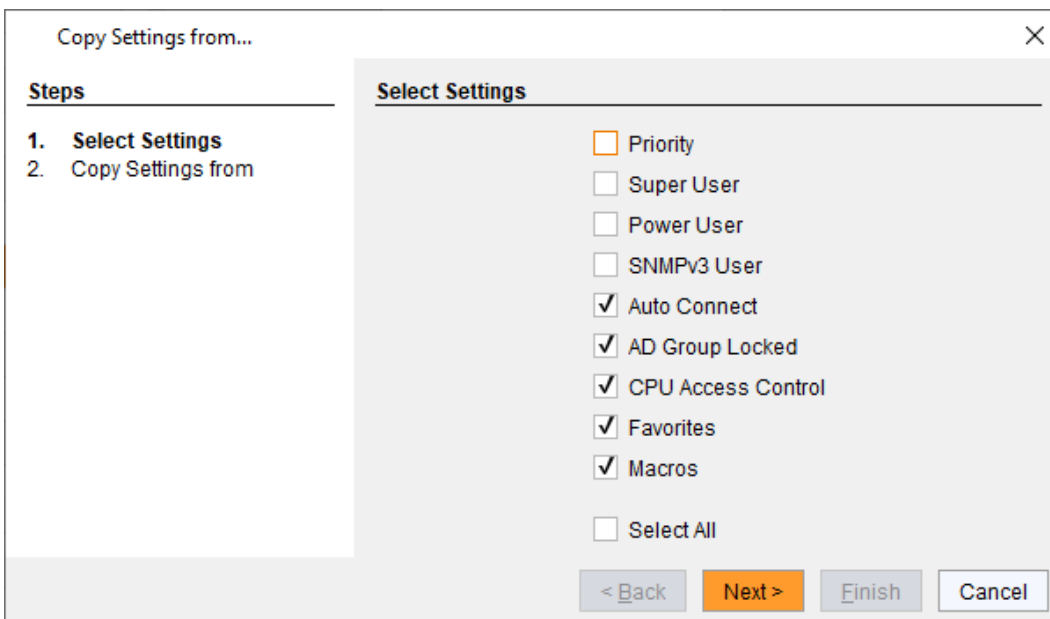 Copy Settings from...
Steps
1. Select Settings
2. Copy Settings from
Select Settings
Priority
Super User
Power User
SNMPv3 User
Auto Connect
AD Group Locked
CPU Access Control
Favorites
Macros
Select All
< Back Next > Finish Cancel